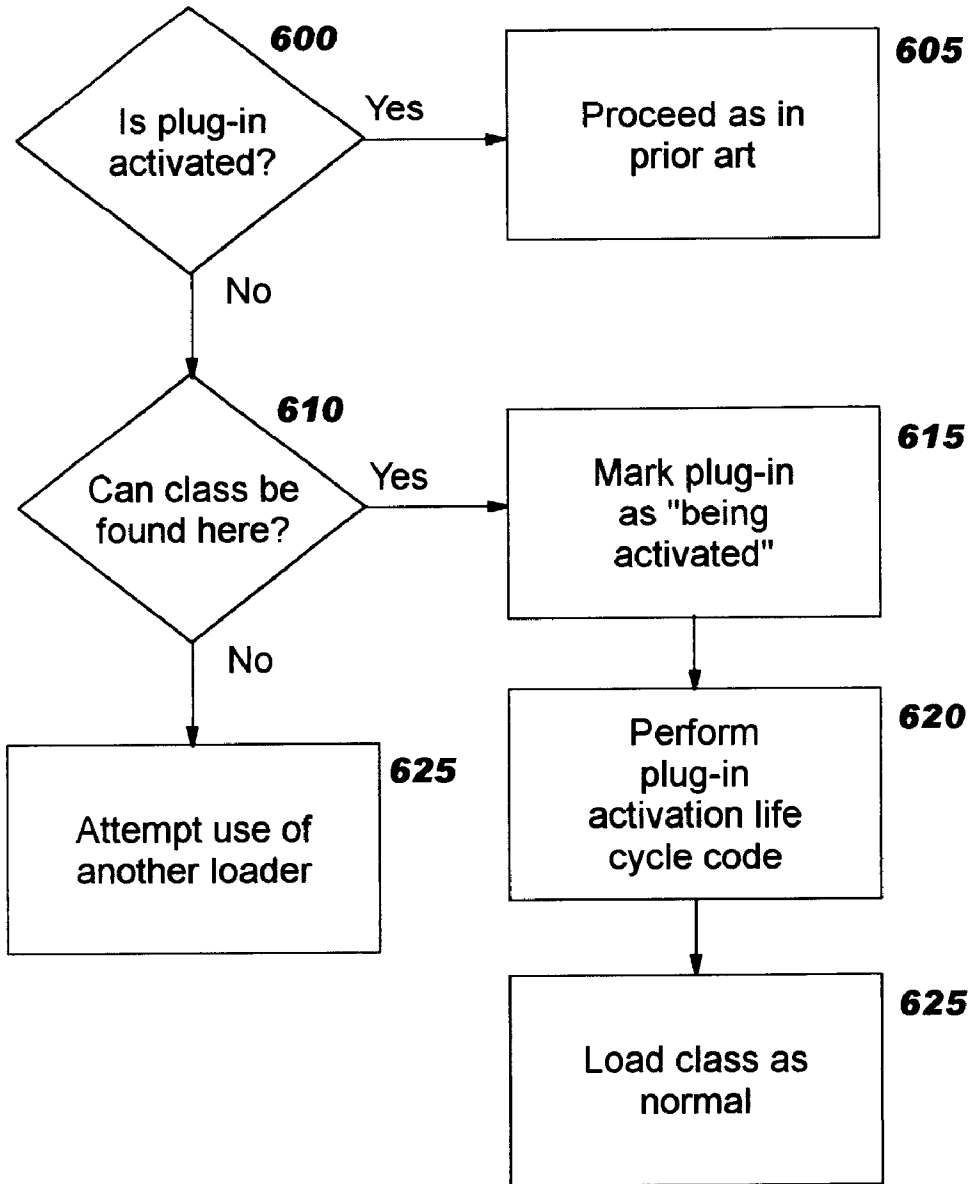 600
Is plug-in
activated?
Yes
605
Proceed as in
prior art
No
610
Can class be
found here?
Yes
615
Mark plug-in
as "being
activated"
No
620
Perform
plug-in
activation life
cycle code
625
Attempt use of
another loader
625
Load class as
normal